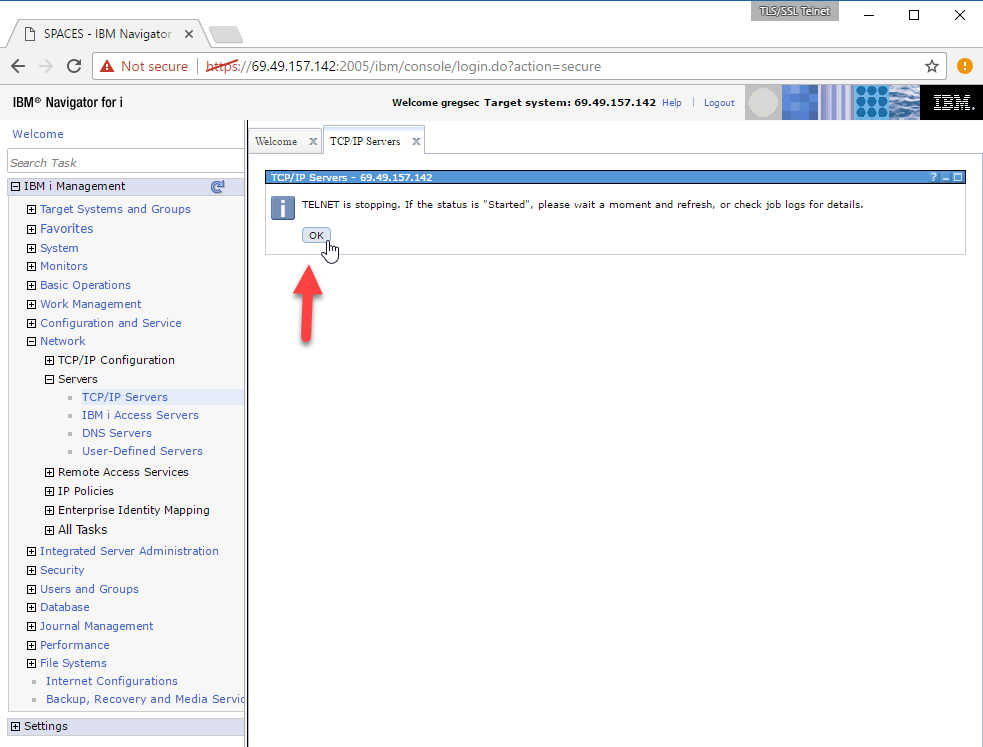 TLS/SSL Telnet
SPACES - IBM Navigator
Not secure https://69.49.157.142:2005/ibm/console/login.do?action=secure
IBM® Navigator for i
Welcome gregsec Target system: 69.49.157.142 Help Logout IBM.
Welcome
Search Task
IBM i Management
Target Systems and Groups
Favorites
System
Monitors
Basic Operations
Work Management
Configuration and Service
Network
TCP/IP Configuration
Servers
TCP/IP Servers
IBM i Access Servers
DNS Servers
User-Defined Servers
Remote Access Services
IP Policies
Enterprise Identity Mapping
All Tasks
Integrated Server Administration
Security
Users and Groups
Database
Journal Management
Performance
File Systems
Internet Configurations
Backup, Recovery and Media Servic
Settings
Welcome TCP/IP Servers
TCP/IP Servers - 69.49.157.142 ?
TELNET is stopping. If the status is "Started", please wait a moment and refresh, or check job logs for details.
OK